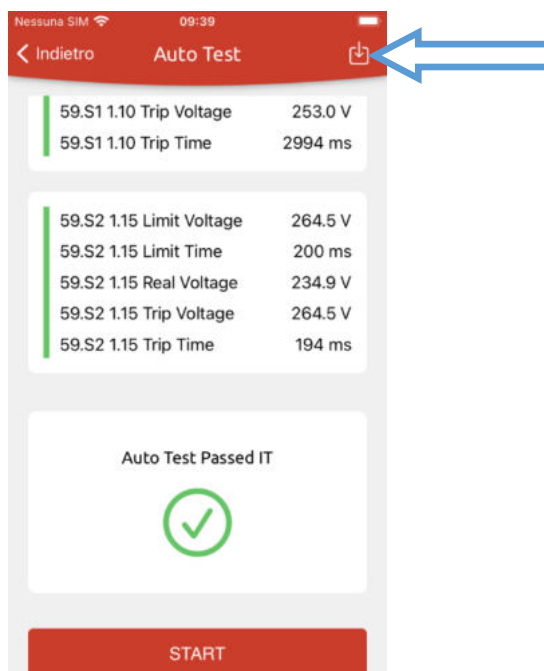 Nessuna SIM 09:39
Indietro Auto Test
59.S1 1.10 Trip Voltage 253.0 V
59.S1 1.10 Trip Time 2994 ms
59.S2 1.15 Limit Voltage 264.5 V
59.S2 1.15 Limit Time 200 ms
59.S2 1.15 Real Voltage 234.9 V
59.S2 1.15 Trip Voltage 264.5 V
59.S2 1.15 Trip Time 194 ms
Auto Test Passed IT
START